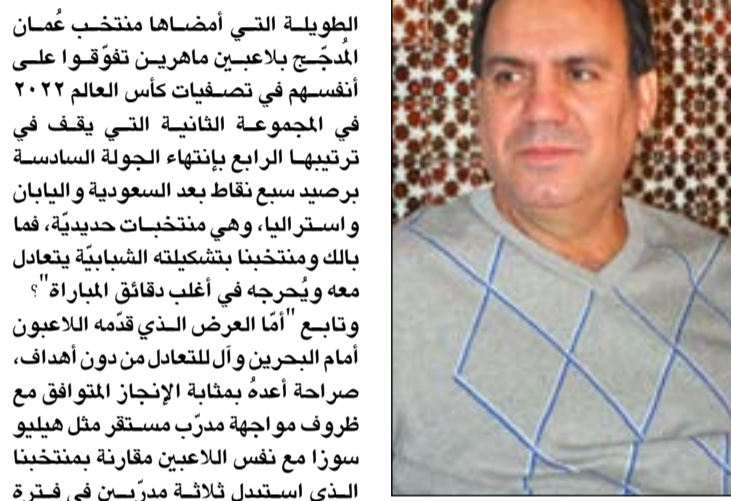 الطويلة التي أمضاها منتخب عُمان
المُدجّج بلاعبين ماهرين تفوّقوا على
أنفسهم في تصفيات كأس العالم ٢٠٢٢
في المجموعة الثانية التي يقف في
ترتيبها الرابع بإنتهاء الجولة السادسة
برصيد سبع نقاط بعد السعودية واليابان
واستراليا، وهي منتخبات حديديّة، فما
بالك ومنتخبنا بتشكيلته الشبابيّة يتعادل
معه ويُحرجه في أغلب دقائق المباراة"؟
وتابع "أمّا العرض الذي قدّمه اللاعبون
أمام البحرين وآل للتعادل من دون أهداف،
صراحة أعدهُ بمثابة الإنجاز المتوافق مع
ظروف مواجهة مدرّب مستقر مثل هيليو
سوزا مع نفس اللاعبين مقارنة بمنتخبنا
الذي استبدل ثلاثة مدرّبين في فترة